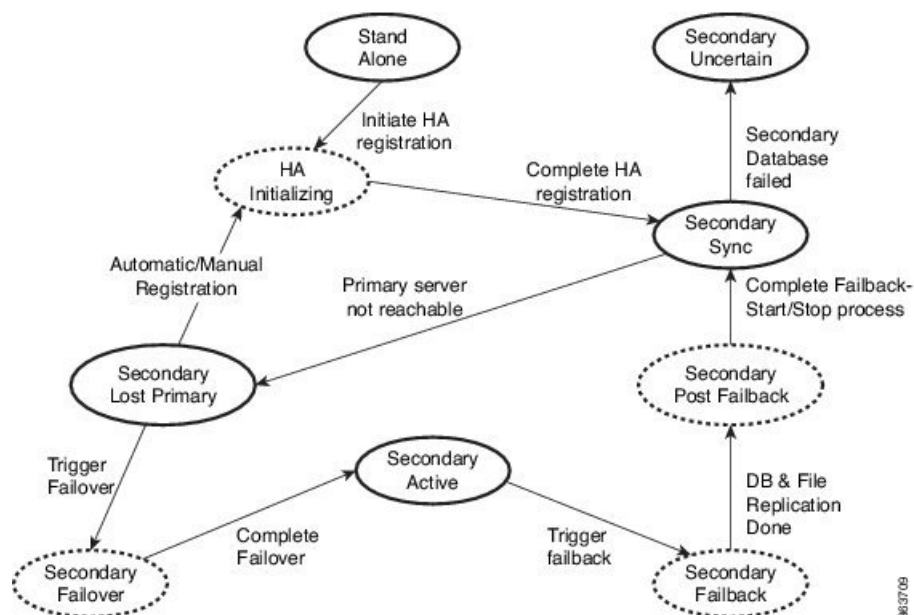 Stand
Alone
Secondary
Uncertain
Initiate HA
registration
Secondary
Database
failed
HA
Initializing
Complete HA
registration
Secondary
Sync
Automatic/Manual
Registration
Primary server
not reachable
Complete Failback-
Start/Stop process
Secondary
Lost Primary
Secondary
Post Failback
Trigger
Failover
Secondary
Active
DB & File
Replication
Done
Complete
Failover
Trigger
failback
Secondary
Failover
Secondary
Failback